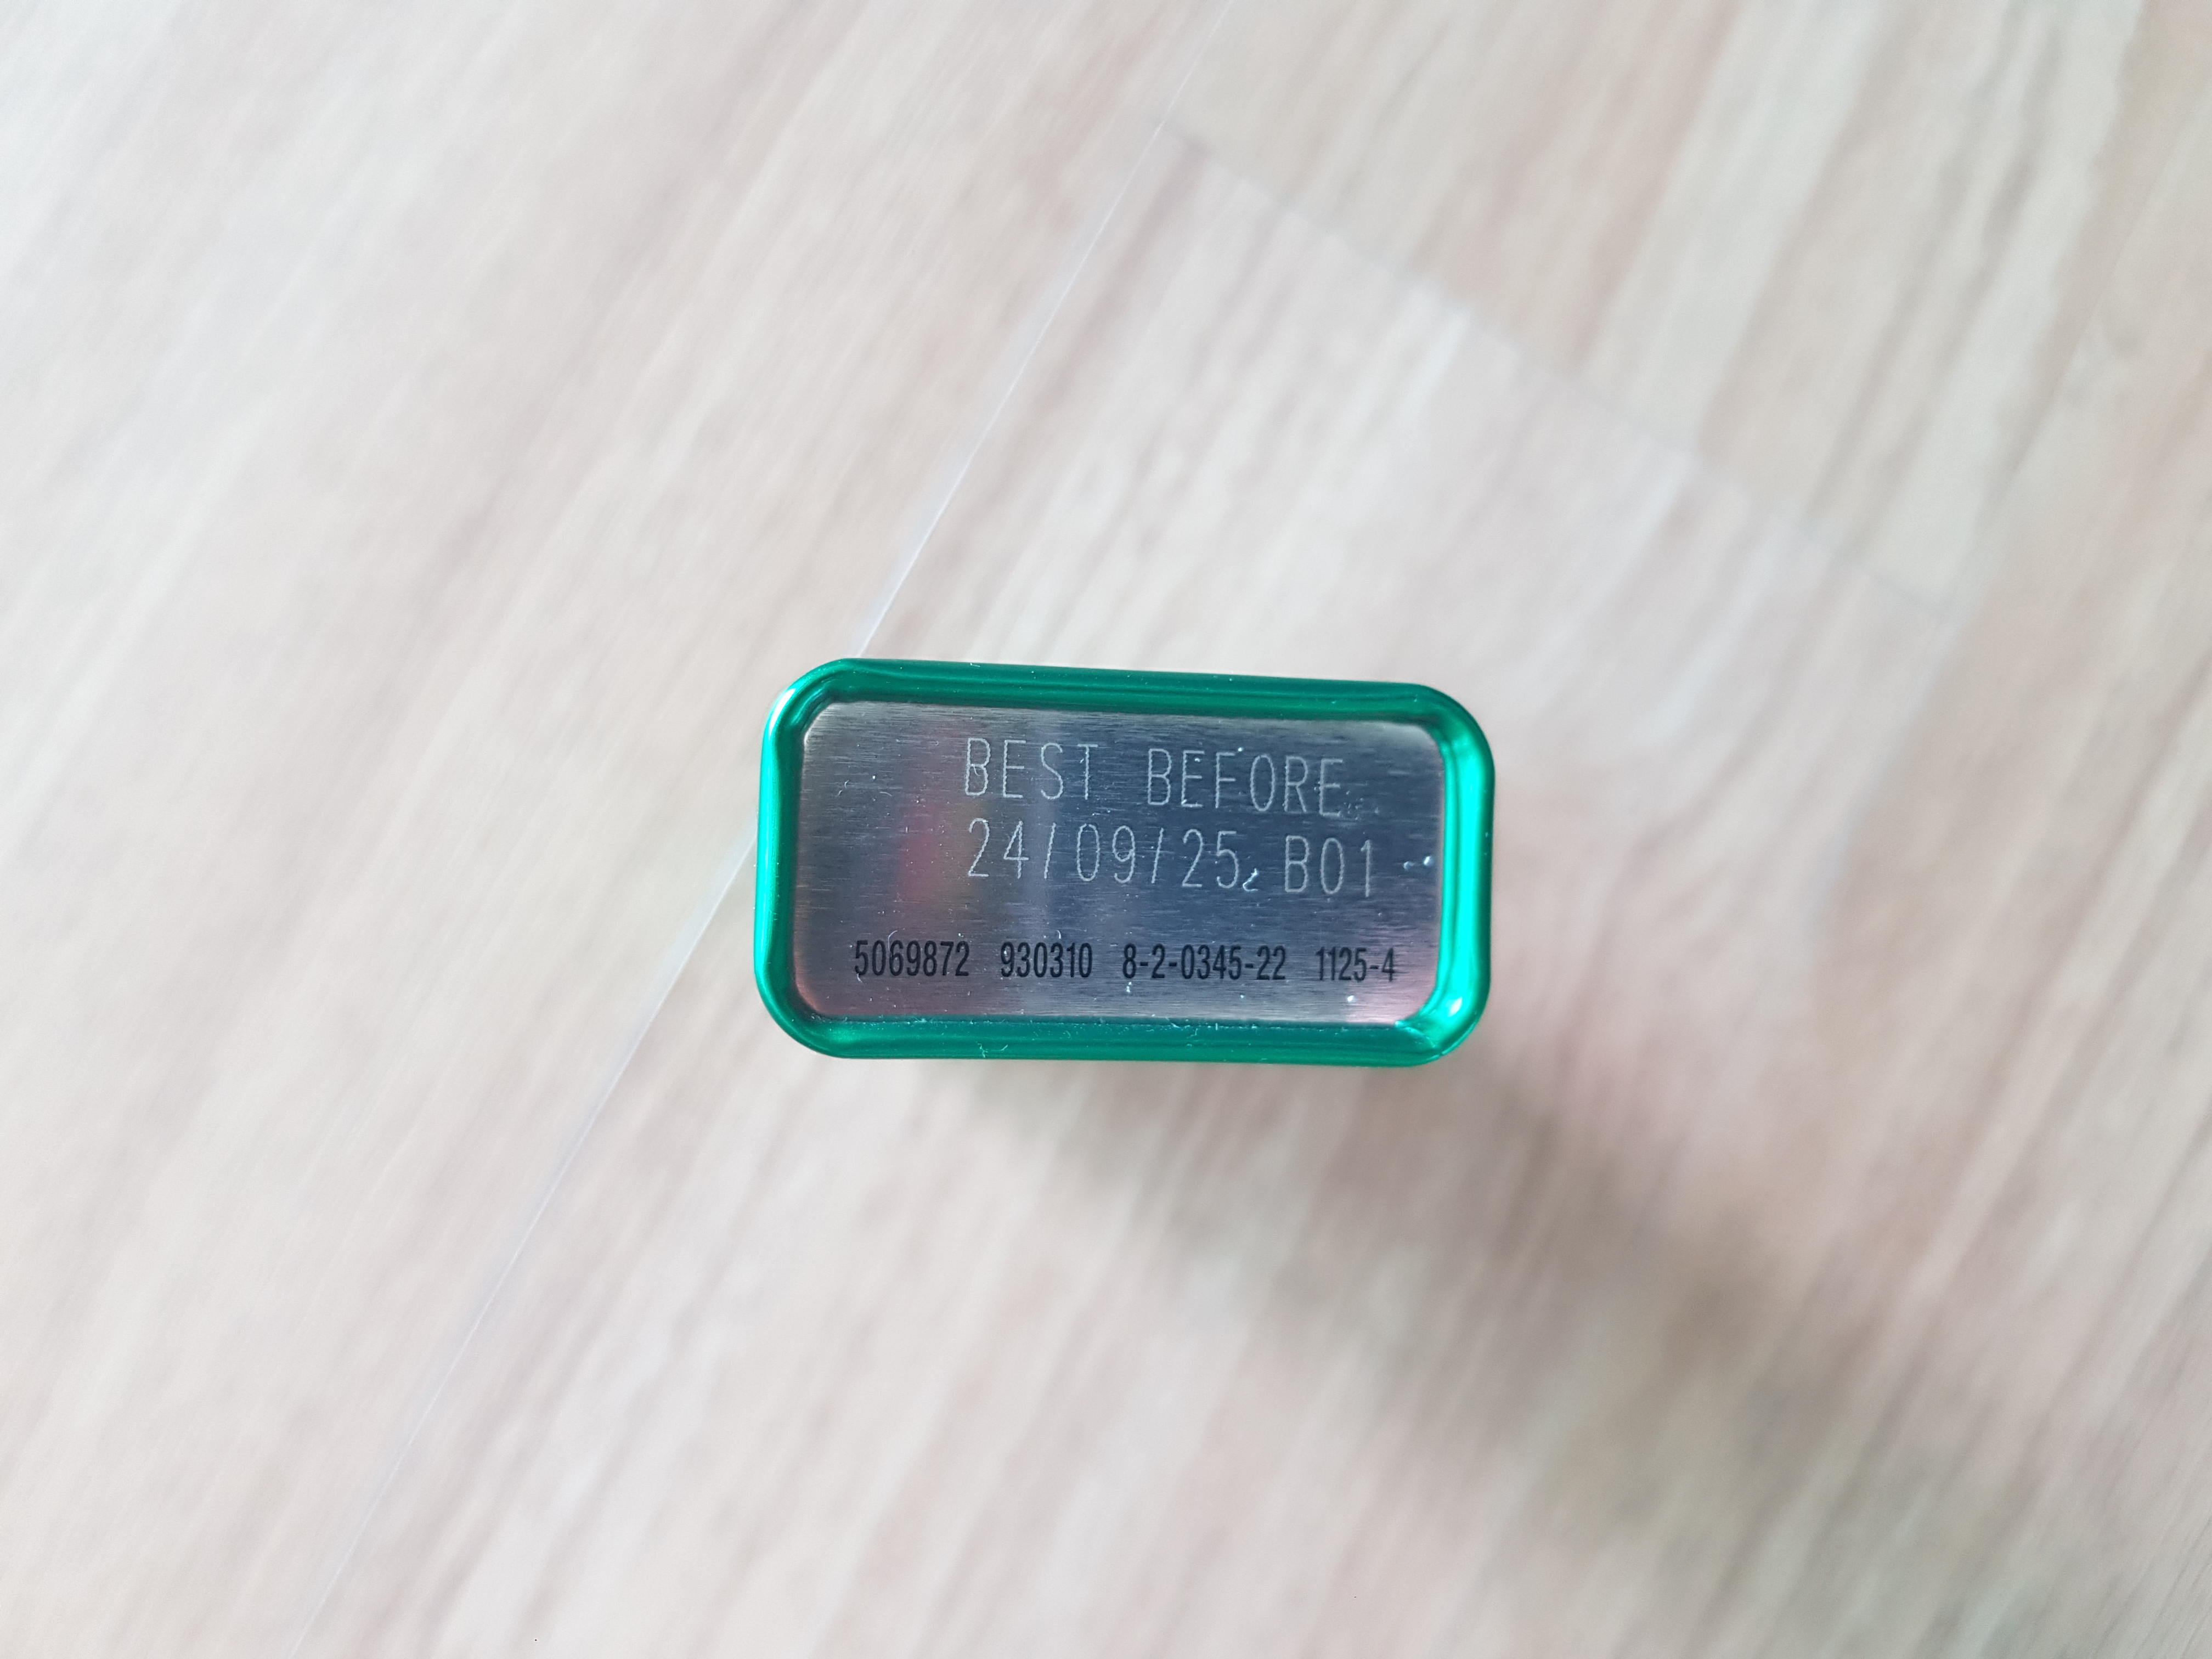 BEST BEFORE
24/09/25 B01
5069872 930310 8-2-0345-22 1125-4